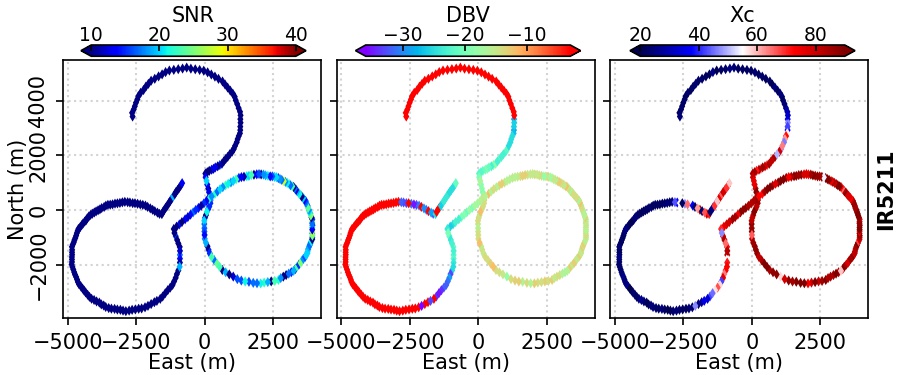 SNR DBV Xc
10 20 30 40 −30 −20 −10 20 40 60 80
North (m)
4000
2000
0
−2000
IR5211
−5000 −2500 0 2500 −5000 −2500 0 2500 −5000 −2500 0 2500
East (m) East (m) East (m)